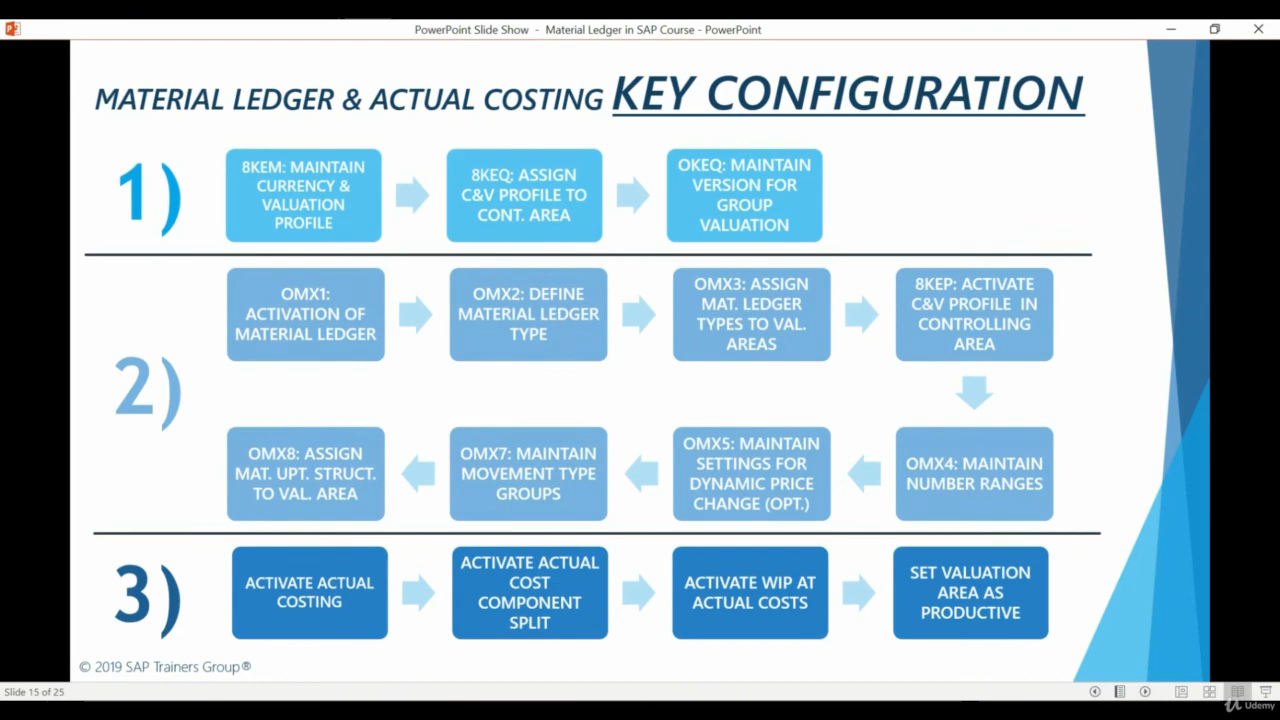 PowerPoint Slide Show - Material Ledger in SAP Course - PowerPoint
MATERIAL LEDGER & ACTUAL COSTING KEY CONFIGURATION
1)
8KEM: MAINTAIN
CURRENCY &
VALUATION
PROFILE
8KEQ: ASSIGN
C&V PROFILE TO
CONT. AREA
OKEQ: MAINTAIN
VERSION FOR
GROUP
VALUATION
2)
OMX1:
ACTIVATION OF
MATERIAL LEDGER
OMX2: DEFINE
MATERIAL LEDGER
TYPE
OMX3: ASSIGN
MAT. LEDGER
TYPES TO VAL.
AREAS
8KEP: ACTIVATE
C&V PROFILE IN
CONTROLLING
AREA
OMX8: ASSIGN
MAT. UPT. STRUCT.
TO VAL. AREA
OMX7: MAINTAIN
MOVEMENT TYPE
GROUPS
OMX5: MAINTAIN
SETTINGS FOR
DYNAMIC PRICE
CHANGE (OPT.)
OMX4: MAINTAIN
NUMBER RANGES
3)
ACTIVATE ACTUAL
COSTING
ACTIVATE ACTUAL
COST
COMPONENT
SPLIT
ACTIVATE WIP AT
ACTUAL COSTS
SET VALUATION
AREA AS
PRODUCTIVE
© 2019 SAP Trainers Group®
Slide 15 of 25
Udemy